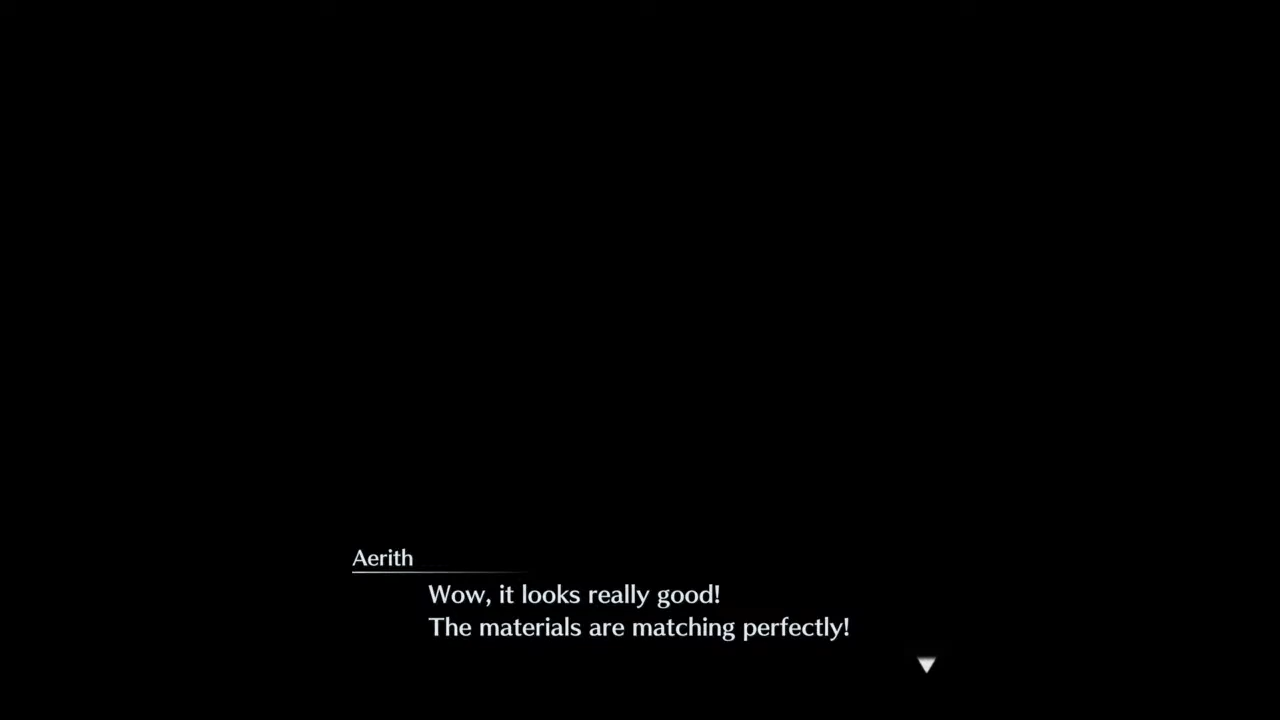 Aerith
Wow, it looks really good!
The materials are matching perfectly!